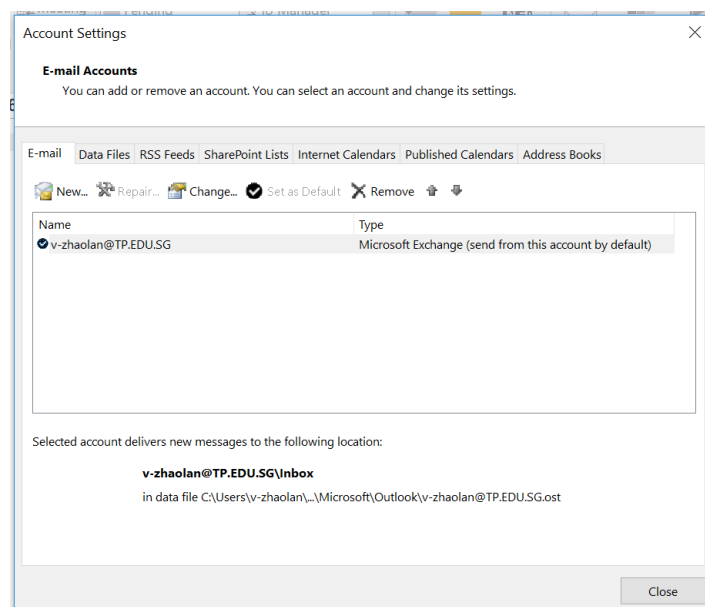 Account Settings
E-mail Accounts
You can add or remove an account. You can select an account and change its settings.
E-mail Data Files RSS Feeds SharePoint Lists Internet Calendars Published Calendars Address Books
New... Repair... Change... Set as Default Remove
Name Type
v-zhaolan@TP.EDU.SG Microsoft Exchange (send from this account by default)
Selected account delivers new messages to the following location:
v-zhaolan@TP.EDU.SG\Inbox
in data file C:\Users\v-zhaolan\...\Microsoft\Outlook\v-zhaolan@TP.EDU.SG.ost
Close